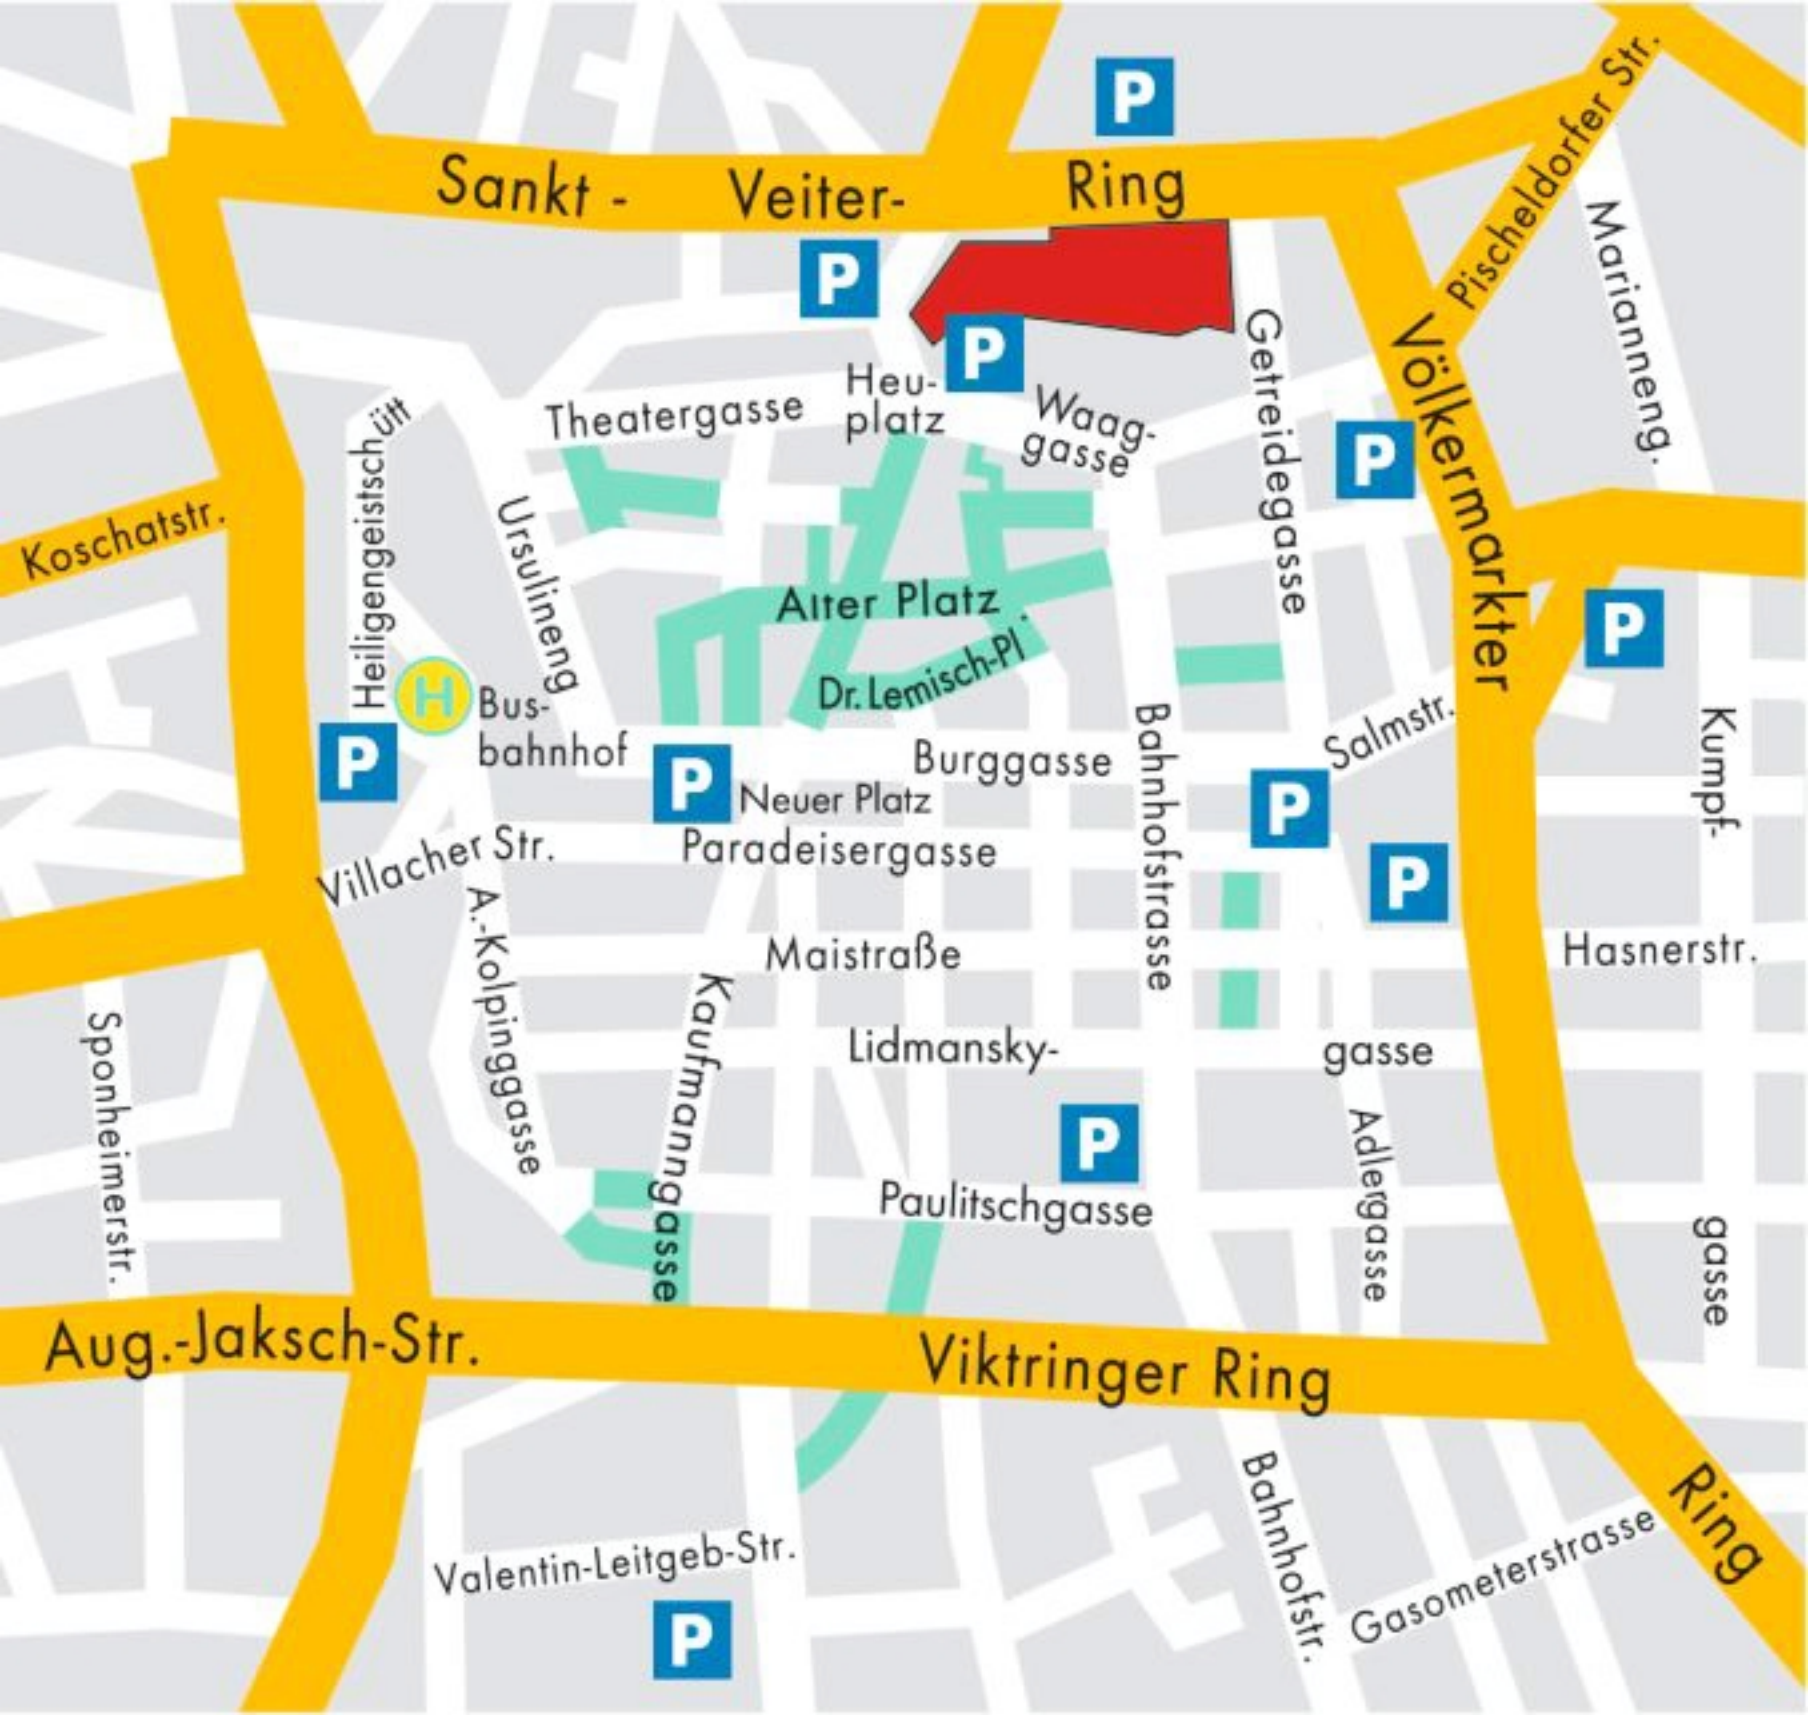 P
Pischeldorfer Str.
Sankt - Veiter- Ring
P
Marianneng.
P
Getreidegasse
Völkermarkter
Heu-
platz
Waag-
gasse
Theatergasse
Heiligengeistschütt
P
Koschatstr.
Ursulineng
Alter Platz
P
Dr. Lemisch-Pl.
H
Bus-
bahnhof
P
P
Neuer Platz
Burggasse
Bahnhofstrasse
Salmstr.
Kumpf-
P
Villacher Str.
Paradeisergasse
P
A.-Kolpinggasse
Maistraße
Hasnerstr.
Kaufmanngasse
Sponheimerstr.
Lidmansky-
gasse
P
Adlergasse
Paulitschgasse
gasse
Aug.-Jaksch-Str.
Viktringer Ring
Bahnhofstr.
Ring
Valentin-Leitgeb-Str.
Gasometerstrasse
P